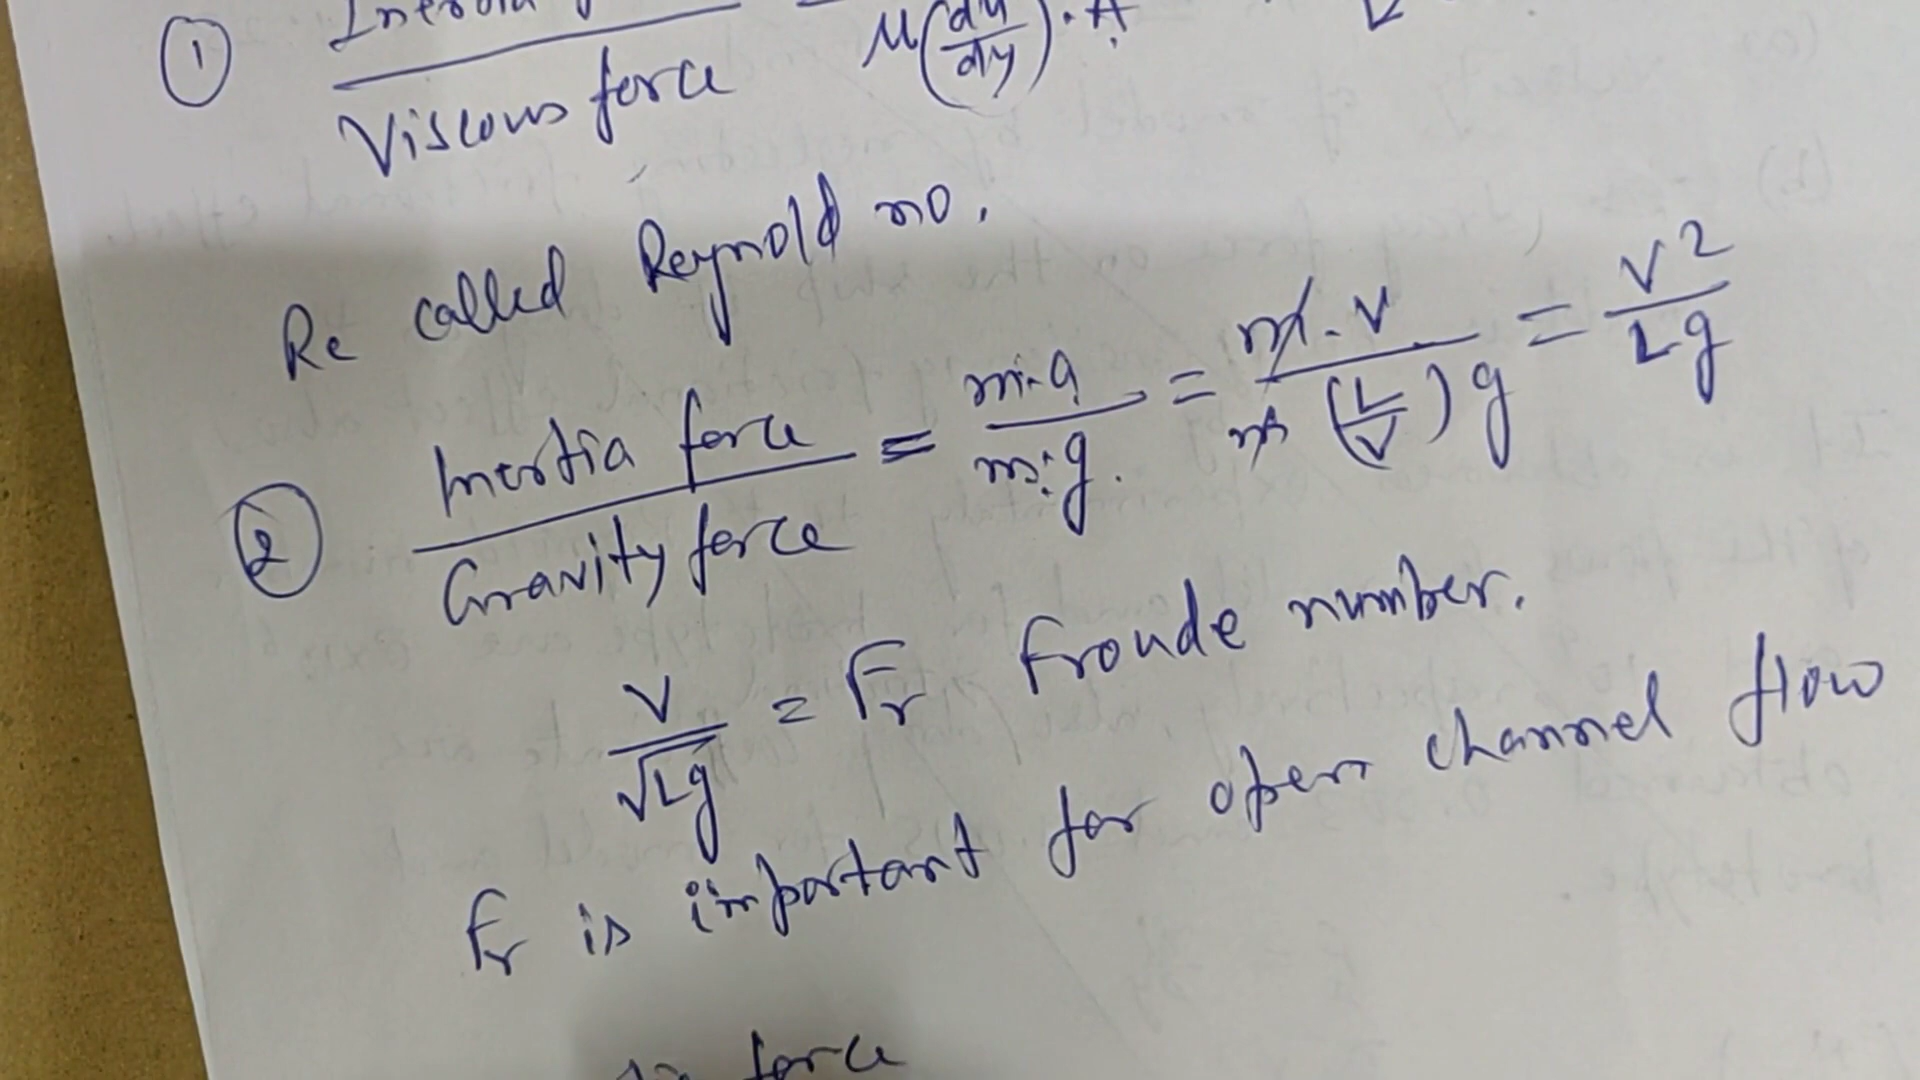 ① Inertia
Viscous force
μ(du/dy).A
Re called Reynold no.
② Inertia force / Gravity force = m.a / m.g. = m.V / m (L/V) g = V² / Lg
V / √Lg = Fr Froude number.
Fr is important for open channel flow
force